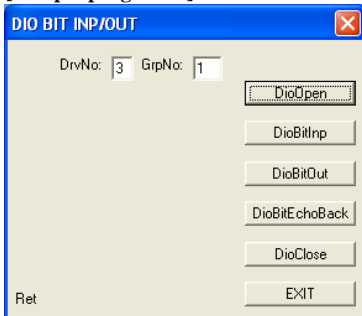 DIO BIT INP/OUT
DrvNo: 3 GrpNo: 1
DioOpen
DioBitInp
DioBitOut
DioBitEchoBack
DioClose
Ret EXIT